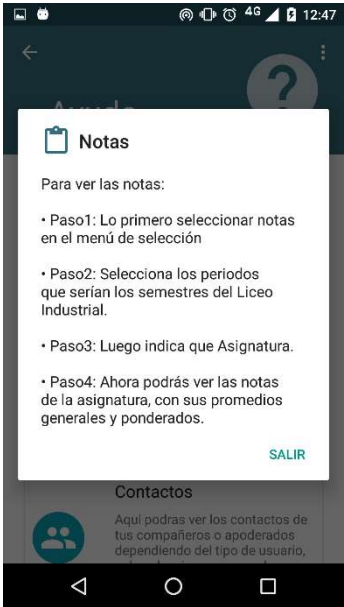 4G 12:47
Ayuda
Notas
Para ver las notas:
• Paso1: Lo primero seleccionar notas
en el menú de selección
• Paso2: Selecciona los periodos
que serían los semestres del Liceo
Industrial.
• Paso3: Luego indica que Asignatura.
• Paso4: Ahora podrás ver las notas
de la asignatura, con sus promedios
generales y ponderados.
SALIR
Contactos
Aqui podras ver los contactos de
tus compañeros o apoderados
dependiendo del tipo de usuario,